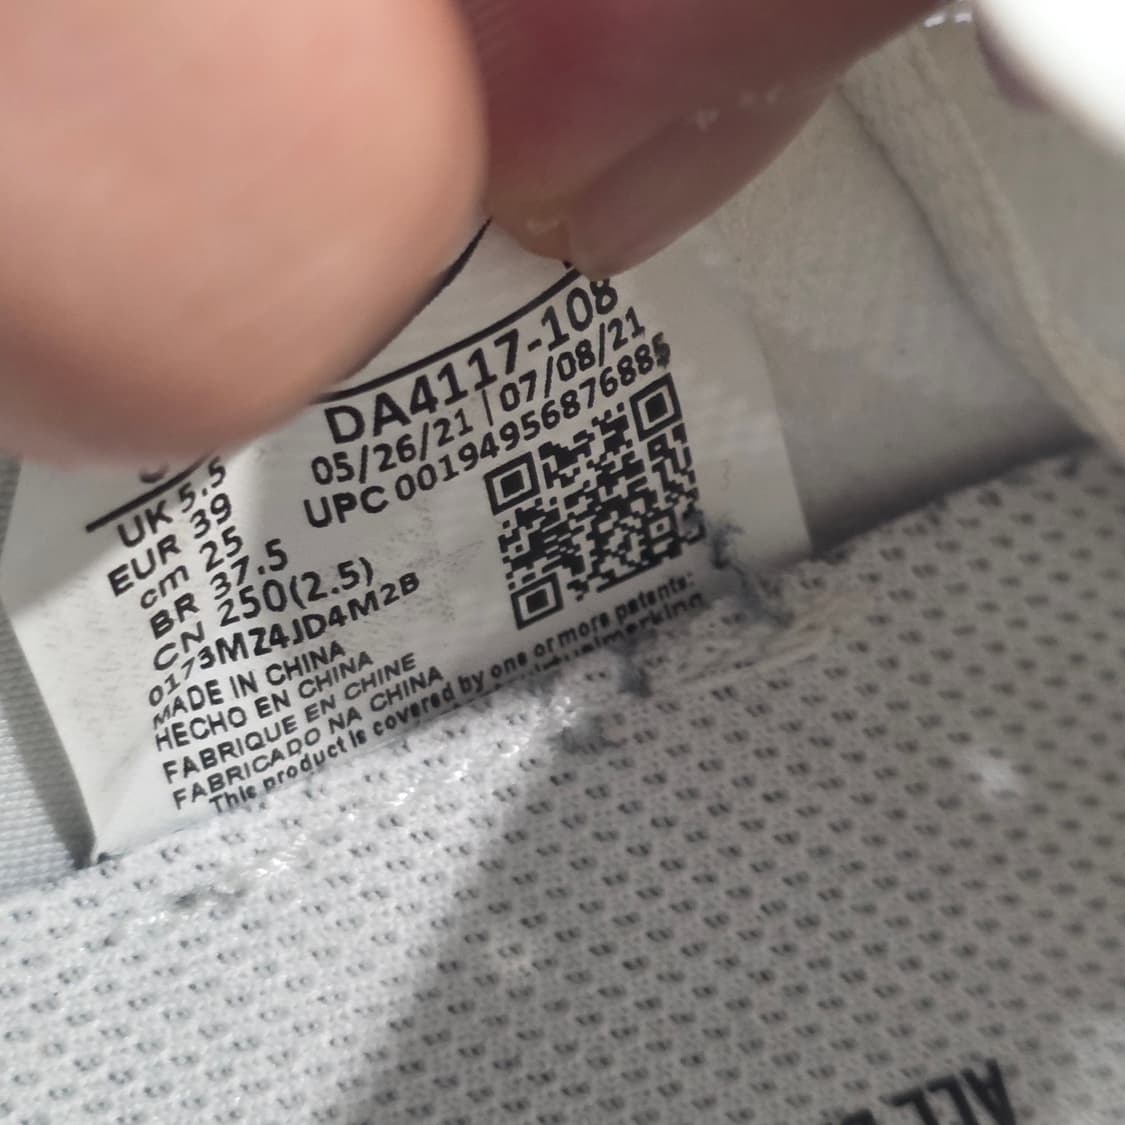 DA4117-108
05/26/21 | 07/08/21
UPC 00194956876885
UK 5.5
EUR 39
cm 25
BR 37.5
CN 250(2.5)
0173MZ4JD4M2B
MADE IN CHINA
HECHO EN CHINA
FABRIQUE EN CHINE
FABRICADO NA CHINA
This product is covered by one or more patents:
ALL